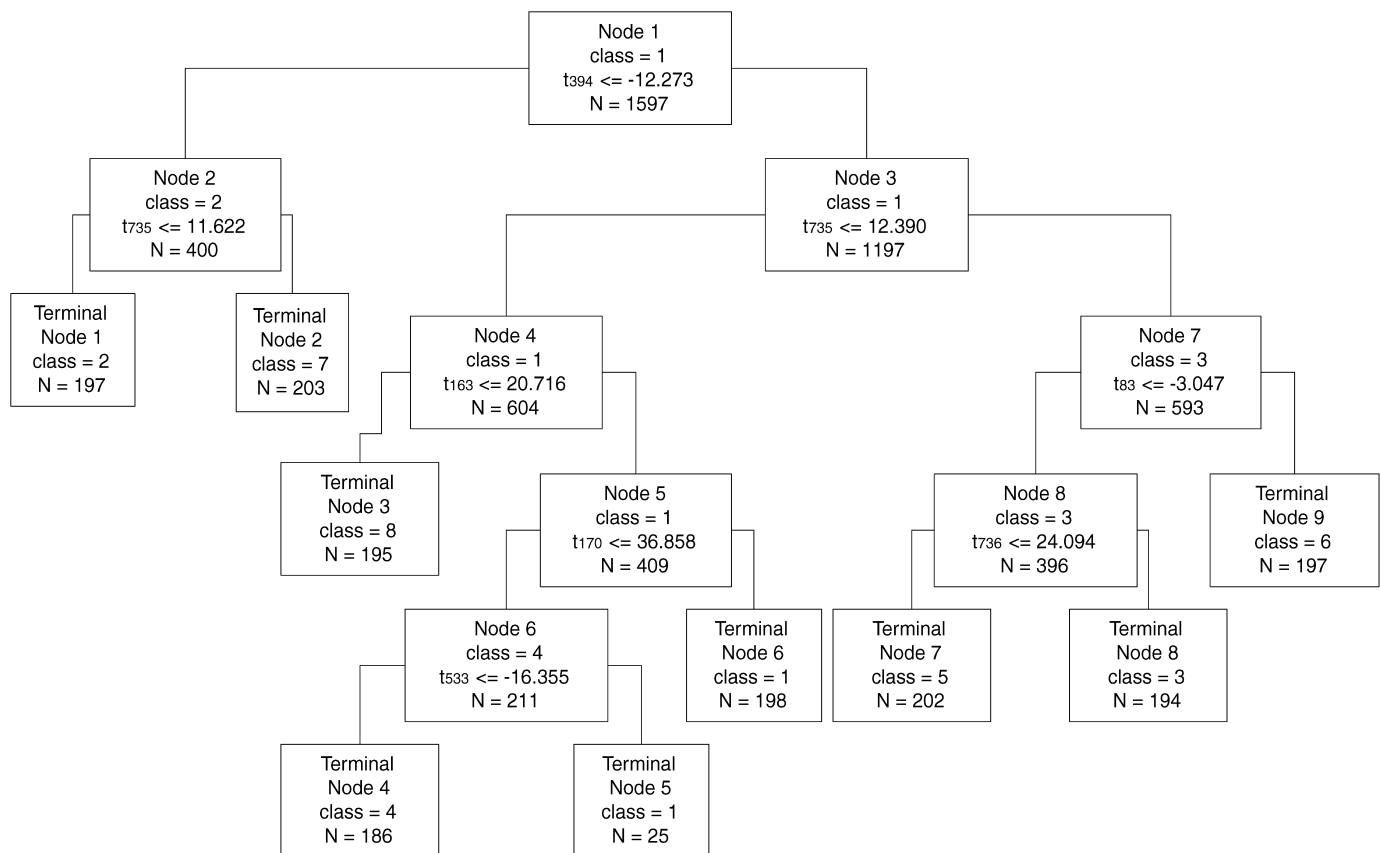 Node 1
class = 1
t394 <= -12.273
N = 1597
Node 2
class = 2
t735 <= 11.622
N = 400
Node 3
class = 1
t735 <= 12.390
N = 1197
Terminal
Node 1
class = 2
N = 197
Terminal
Node 2
class = 7
N = 203
Node 4
class = 1
t163 <= 20.716
N = 604
Node 7
class = 3
t83 <= -3.047
N = 593
Terminal
Node 3
class = 8
N = 195
Node 5
class = 1
t170 <= 36.858
N = 409
Node 8
class = 3
t736 <= 24.094
N = 396
Terminal
Node 9
class = 6
N = 197
Node 6
class = 4
t533 <= -16.355
N = 211
Terminal
Node 6
class = 1
N = 198
Terminal
Node 7
class = 5
N = 202
Terminal
Node 8
class = 3
N = 194
Terminal
Node 4
class = 4
N = 186
Terminal
Node 5
class = 1
N = 25